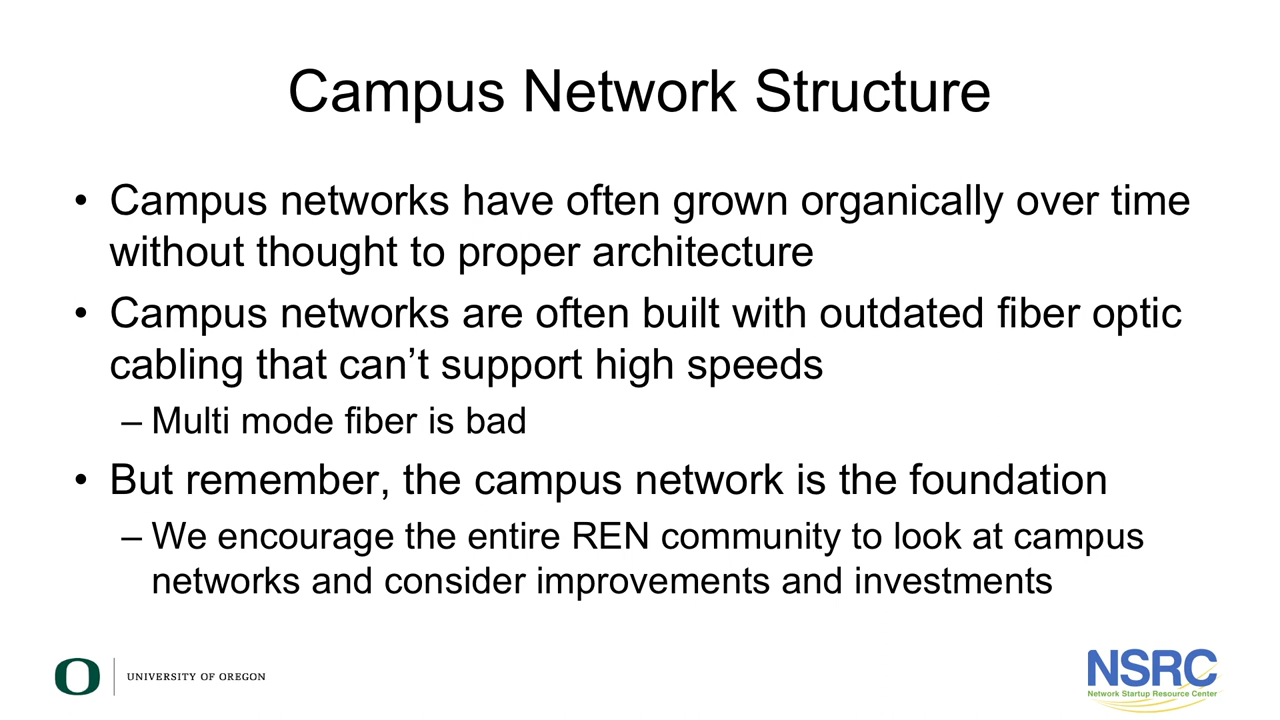 Campus Network Structure
• Campus networks have often grown organically over time
without thought to proper architecture
• Campus networks are often built with outdated fiber optic
cabling that can’t support high speeds
– Multi mode fiber is bad
• But remember, the campus network is the foundation
– We encourage the entire REN community to look at campus
networks and consider improvements and investments
O UNIVERSITY OF OREGON
NSRC
Network Startup Resource Center